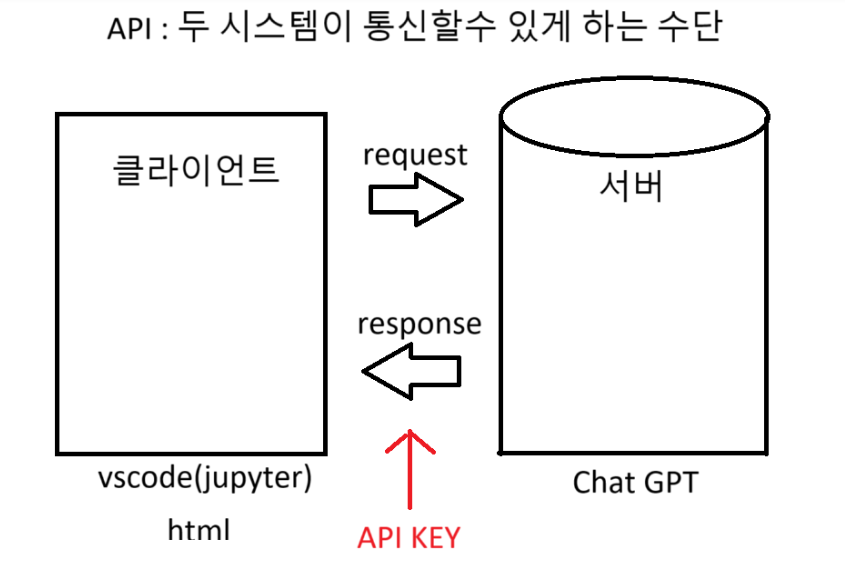 API : 두 시스템이 통신할수 있게 하는 수단
클라이언트
request
서버
response
vscode(jupyter)
html
Chat GPT
API KEY